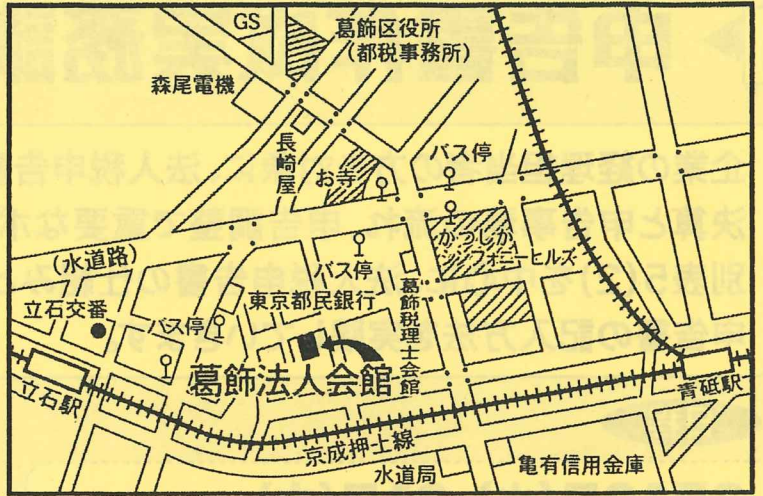 GS
葛飾区役所
(都税事務所)
森尾電機
長崎屋
バス停
お寺
かつしか
シンフォニーヒルズ
(水道路)
バス停
立石交番
バス停
東京都民銀行
葛飾税理士会館
葛飾法人会館
立石駅
青砥駅
京成押上線
水道局
亀有信用金庫